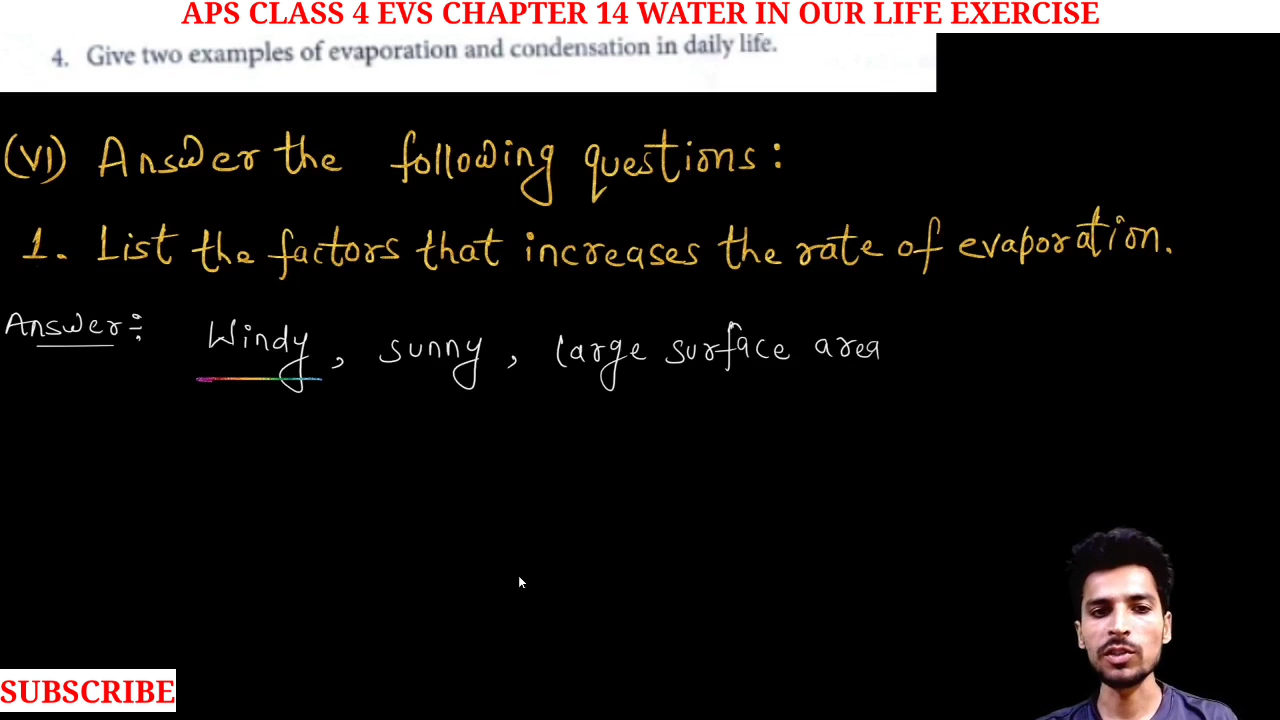 APS CLASS 4 EVS CHAPTER 14 WATER IN OUR LIFE EXERCISE
4. Give two examples of evaporation and condensation in daily life.
(VI) Answer the following questions:
1. List the factors that increases the rate of evaporation.
Answer:- Windy, sunny, large surface area
SUBSCRIBE